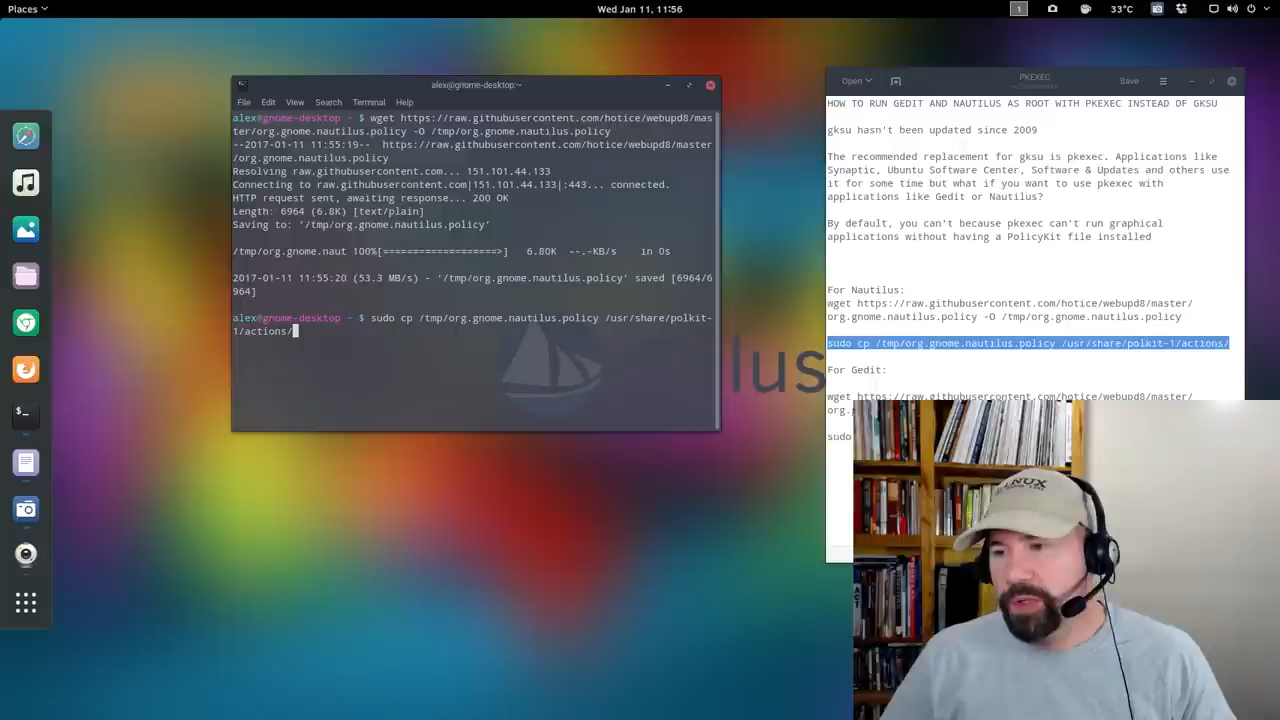 Places
Wed Jan 11, 11:56
1
33°C
alex@gnome-desktop:~
File Edit View Search Terminal Help
alex@gnome-desktop ~ $ wget https://raw.githubusercontent.com/hotice/webupd8/mas
ter/org.gnome.nautilus.policy -O /tmp/org.gnome.nautilus.policy
--2017-01-11 11:55:19-- https://raw.githubusercontent.com/hotice/webupd8/master
/org.gnome.nautilus.policy
Resolving raw.githubusercontent.com... 151.101.44.133
Connecting to raw.githubusercontent.com|151.101.44.133|:443... connected.
HTTP request sent, awaiting response... 200 OK
Length: 6964 (6.8K) [text/plain]
Saving to: ‘/tmp/org.gnome.nautilus.policy’
/tmp/org.gnome.naut 100%[===================>] 6.80K --.-KB/s in 0s
2017-01-11 11:55:20 (53.3 MB/s) - ‘/tmp/org.gnome.nautilus.policy’ saved [6964/6
964]
alex@gnome-desktop ~ $ sudo cp /tmp/org.gnome.nautilus.policy /usr/share/polkit-
1/actions/
lus
Open
PKEXEC
Save
HOW TO RUN GEDIT AND NAUTILUS AS ROOT WITH PKEXEC INSTEAD OF GKSU
gksu hasn't been updated since 2009
The recommended replacement for gksu is pkexec. Applications like
Synaptic, Ubuntu Software Center, Software & Updates and others use
it for some time but what if you want to use pkexec with
applications like Gedit or Nautilus?
By default, you can't because pkexec can't run graphical
applications without having a PolicyKit file installed
For Nautilus:
wget https://raw.githubusercontent.com/hotice/webupd8/master/
org.gnome.nautilus.policy -O /tmp/org.gnome.nautilus.policy
sudo cp /tmp/org.gnome.nautilus.policy /usr/share/polkit-1/actions/
For Gedit:
wget https://raw.githubusercontent.com/hotice/webupd8/master/
org.
sudo